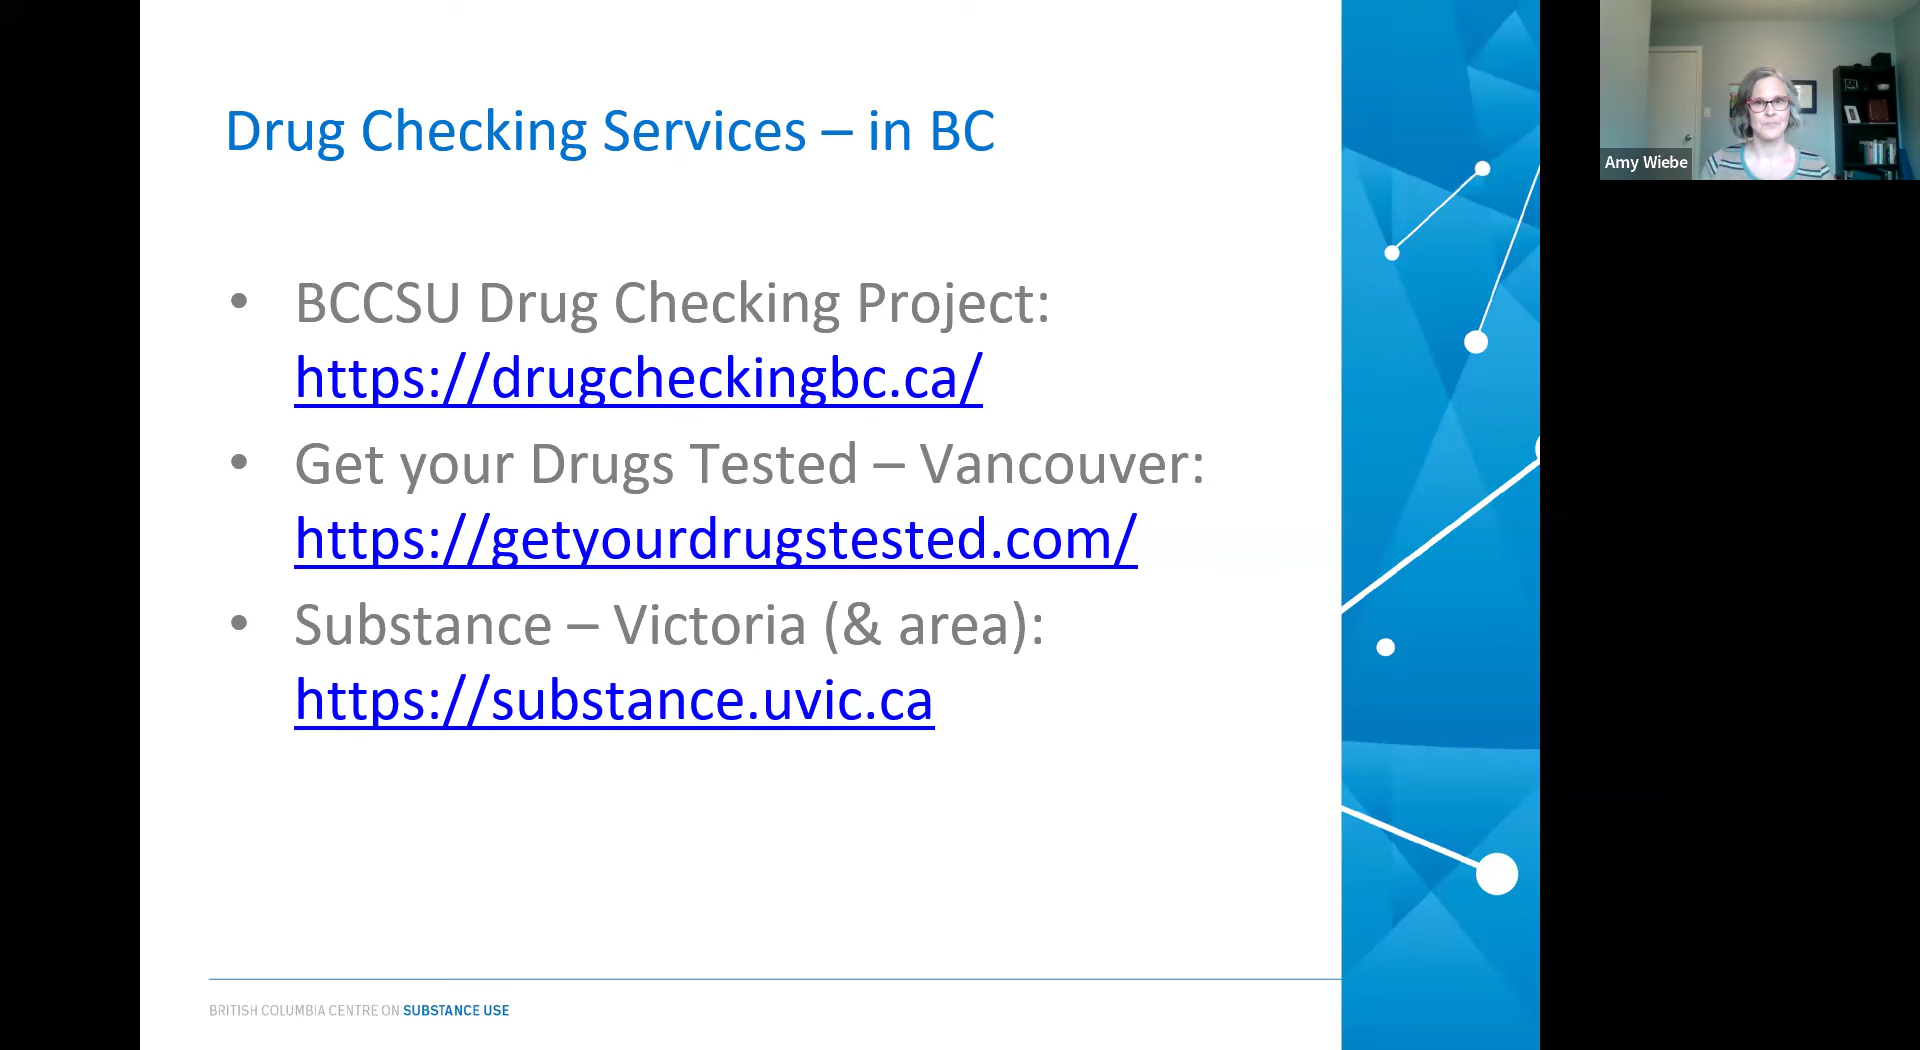 Drug Checking Services – in BC
• BCCSU Drug Checking Project:
https://drugcheckingbc.ca/
• Get your Drugs Tested – Vancouver:
https://getyourdrugstested.com/
• Substance – Victoria (& area):
https://substance.uvic.ca
BRITISH COLUMBIA CENTRE ON SUBSTANCE USE
Amy Wiebe